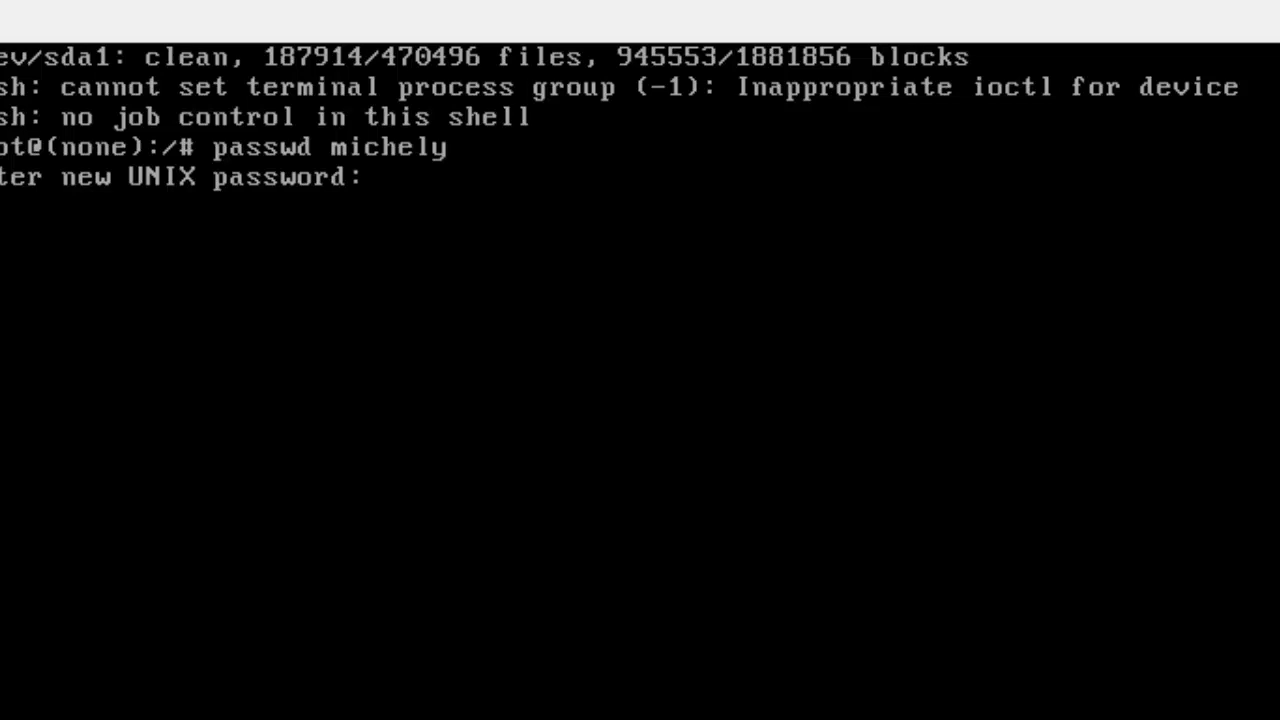 ev/sda1: clean, 187914/470496 files, 945553/1881856 blocks
sh: cannot set terminal process group (-1): Inappropriate ioctl for device
sh: no job control in this shell
ot@(none):/# passwd michely
ter new UNIX password: